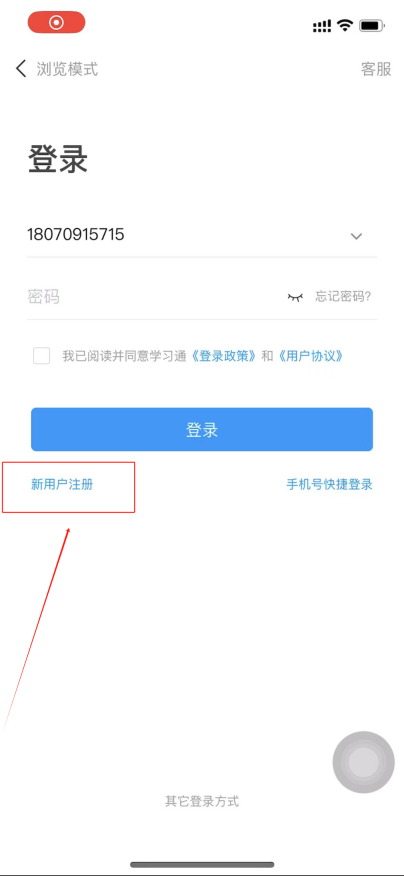 浏览模式
客服
登录
18070915715
密码
忘记密码?
我已阅读并同意学习通《登录政策》和《用户协议》
登录
新用户注册
手机号快捷登录
其它登录方式